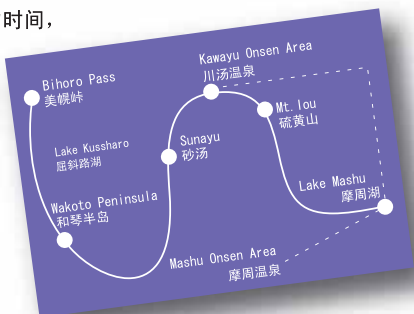 时间，
Kawayu Onsen Area
川汤温泉
Bihoro Pass
美幌峠
Mt. Iou
硫黄山
Lake Kussharo
屈斜路湖
Sunayu
砂汤
Lake Mashu
摩周湖
Wakoto Peninsula
和琴半岛
Mashu Onsen Area
摩周温泉